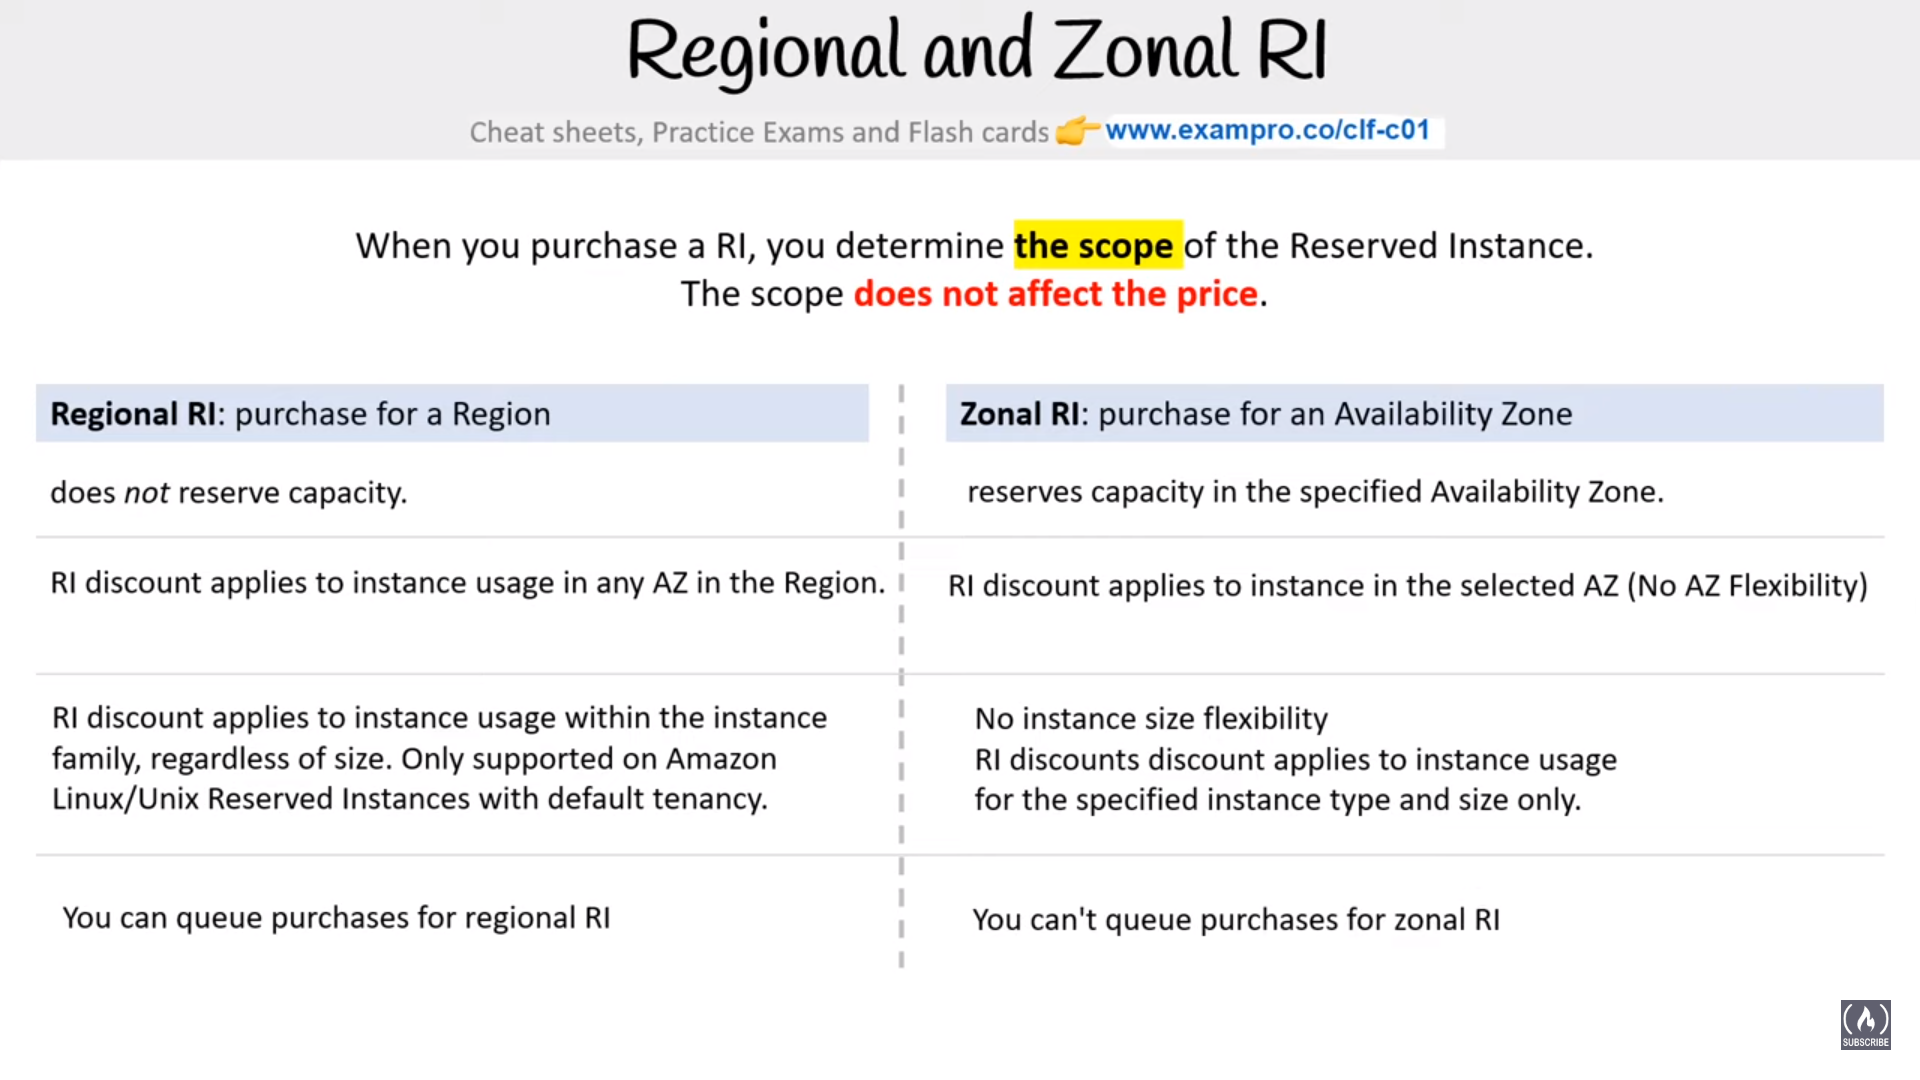 Regional and Zonal RI
Cheat sheets, Practice Exams and Flash cards 👉 www.exampro.co/clf-c01
When you purchase a RI, you determine the scope of the Reserved Instance.
The scope does not affect the price.
Regional RI: purchase for a Region
does not reserve capacity.
RI discount applies to instance usage in any AZ in the Region.
RI discount applies to instance usage within the instance
family, regardless of size. Only supported on Amazon
Linux/Unix Reserved Instances with default tenancy.
You can queue purchases for regional RI
Zonal RI: purchase for an Availability Zone
reserves capacity in the specified Availability Zone.
RI discount applies to instance in the selected AZ (No AZ Flexibility)
No instance size flexibility
RI discounts discount applies to instance usage
for the specified instance type and size only.
You can't queue purchases for zonal RI
SUBSCRIBE